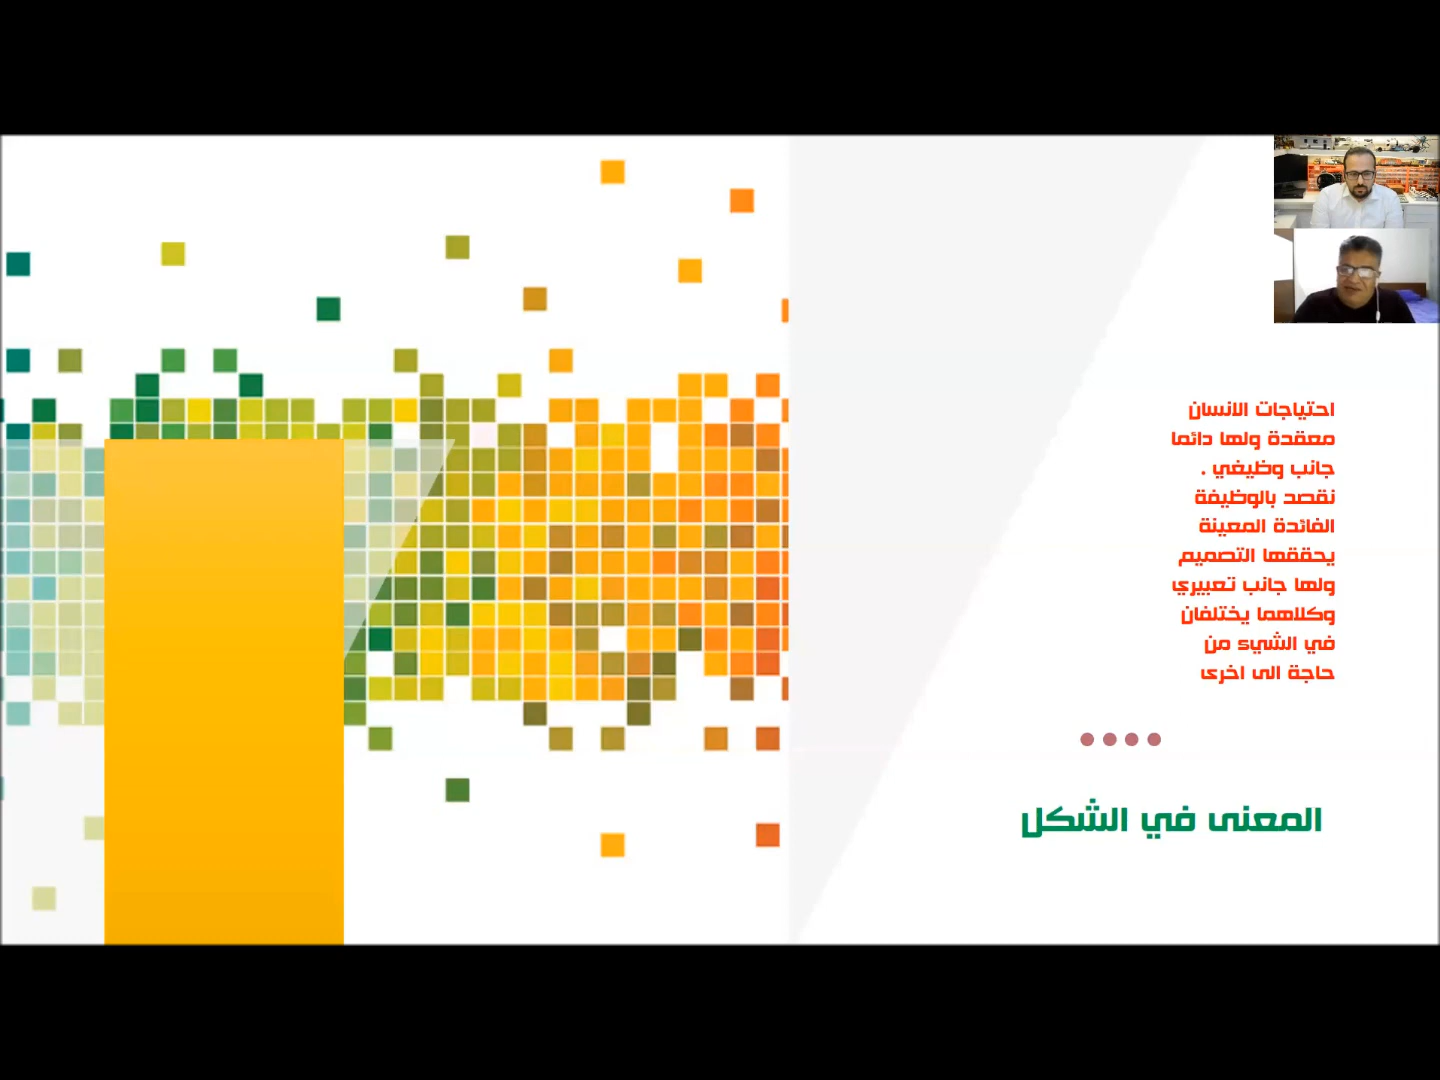 احتياجات الانسان
معقدة ولها دائما
جانب وظيفي .
نقصد بالوظيفة
الفائدة المعينة
يحققها التصميم
ولها جانب تعبيري
وكلاهما يختلفان
في الشيء من
حاجة الى اخرى
المعنى في الشكل